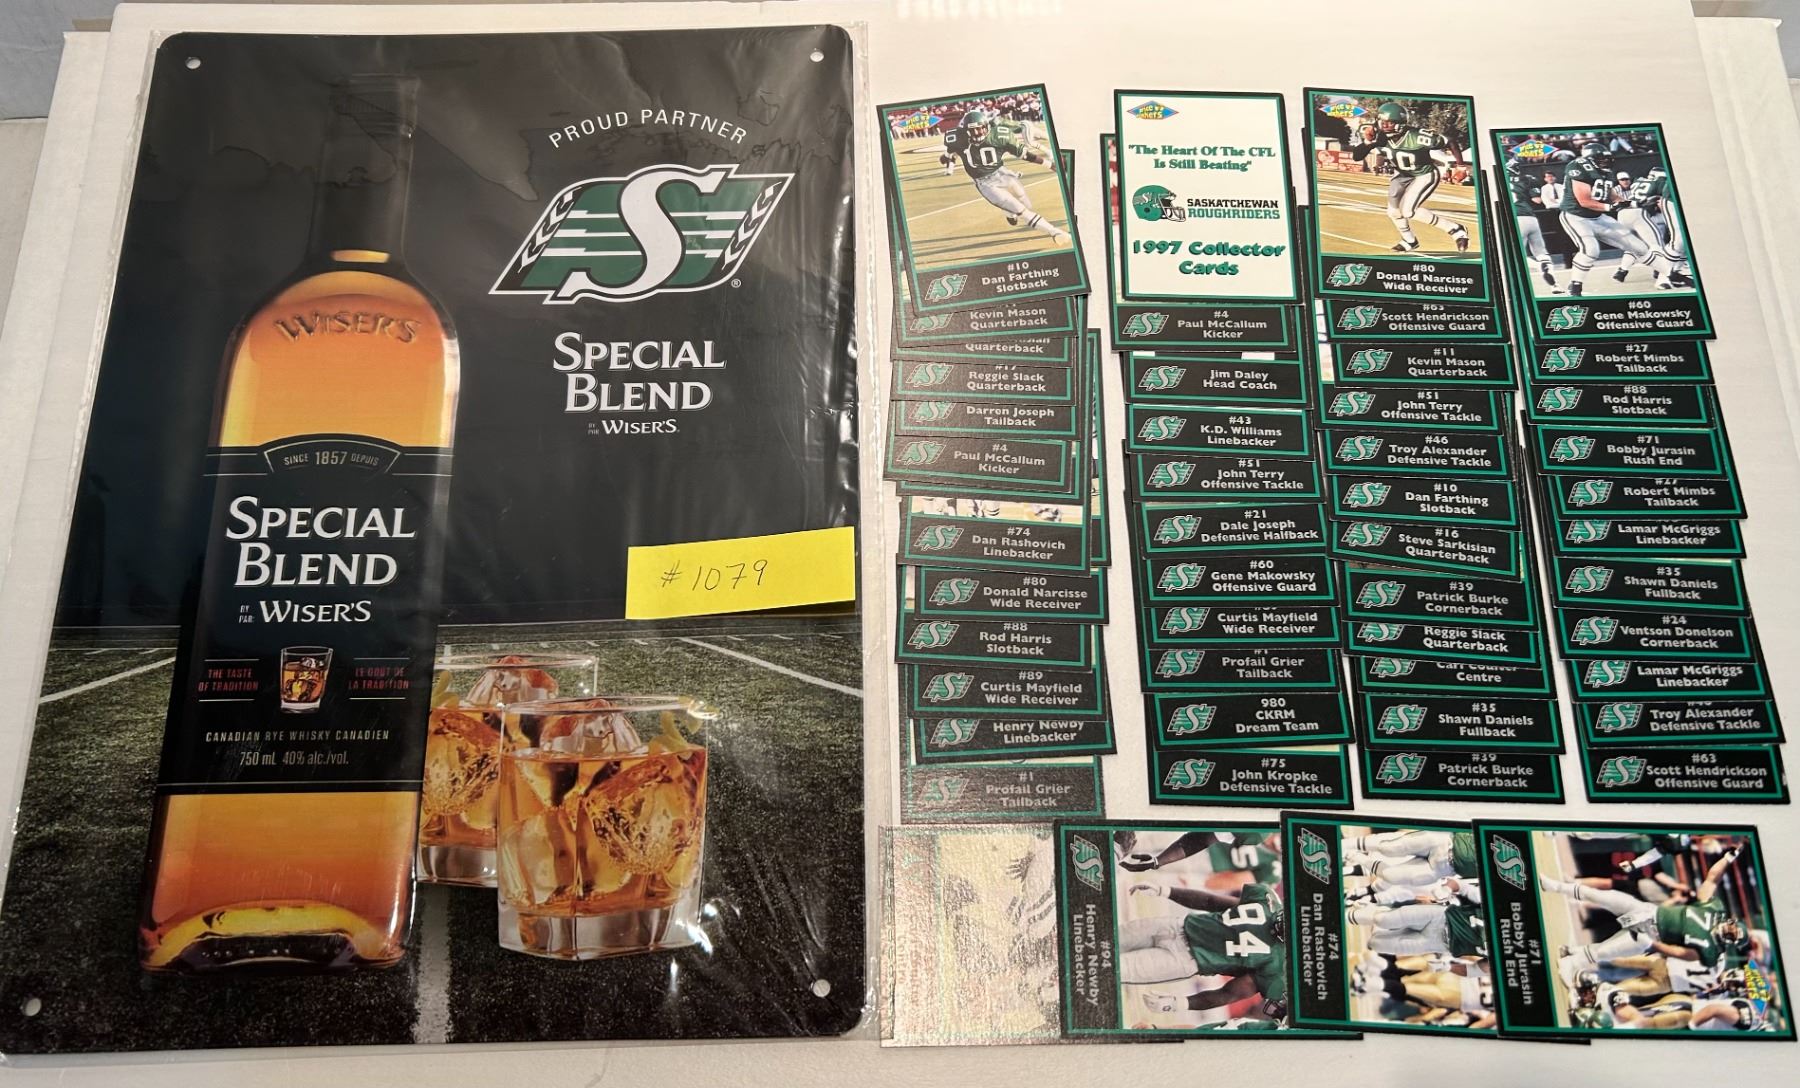 PROUD PARTNER
S
®
SPECIAL
BLEND
BY
PAR WISER'S
WISER'S
SINCE 1857 DEPUIS
SPECIAL
BLEND
BY
PAR WISER'S
THE TASTE
OF TRADITION
LE GOÛT DE
LA TRADITION
CANADIAN RYE WHISKY CANADIEN
750 mL 40% alc./vol.
#1079
#10
Dan Farthing
Slotback
Kevin Mason
Quarterback
Quarterback
#17
Reggie Slack
Quarterback
Darren Joseph
Tailback
#4
Paul McCallum
Kicker
#74
Dan Rashovich
Linebacker
#80
Donald Narcisse
Wide Receiver
#88
Rod Harris
Slotback
#89
Curtis Mayfield
Wide Receiver
Henry Newby
Linebacker
#1
Profail Grier
Tailback
"The Heart Of The CFL
Is Still Beating"
SASKATCHEWAN
ROUGHRIDERS
1997 Collector
Cards
#4
Paul McCallum
Kicker
Jim Daley
Head Coach
#43
K.D. Williams
Linebacker
#51
John Terry
Offensive Tackle
#21
Dale Joseph
Defensive Halfback
#60
Gene Makowsky
Offensive Guard
#89
Curtis Mayfield
Wide Receiver
#1
Profail Grier
Tailback
980
CKRM
Dream Team
#75
John Kropke
Defensive Tackle
#80
Donald Narcisse
Wide Receiver
#63
Scott Hendrickson
Offensive Guard
#11
Kevin Mason
Quarterback
#51
John Terry
Offensive Tackle
#46
Troy Alexander
Defensive Tackle
#10
Dan Farthing
Slotback
#16
Steve Sarkisian
Quarterback
#39
Patrick Burke
Cornerback
Reggie Slack
Quarterback
Carl Coulter
Centre
#35
Shawn Daniels
Fullback
#39
Patrick Burke
Cornerback
#60
Gene Makowsky
Offensive Guard
#27
Robert Mimbs
Tailback
#88
Rod Harris
Slotback
#71
Bobby Jurasin
Rush End
#27
Robert Mimbs
Tailback
Lamar McGriggs
Linebacker
#35
Shawn Daniels
Fullback
#24
Ventson Donelson
Cornerback
Lamar McGriggs
Linebacker
#46
Troy Alexander
Defensive Tackle
#63
Scott Hendrickson
Offensive Guard
#94
Henry Newby
Linebacker
94
#74
Dan Rashovich
Linebacker
#71
Bobby Jurasin
Rush End
71